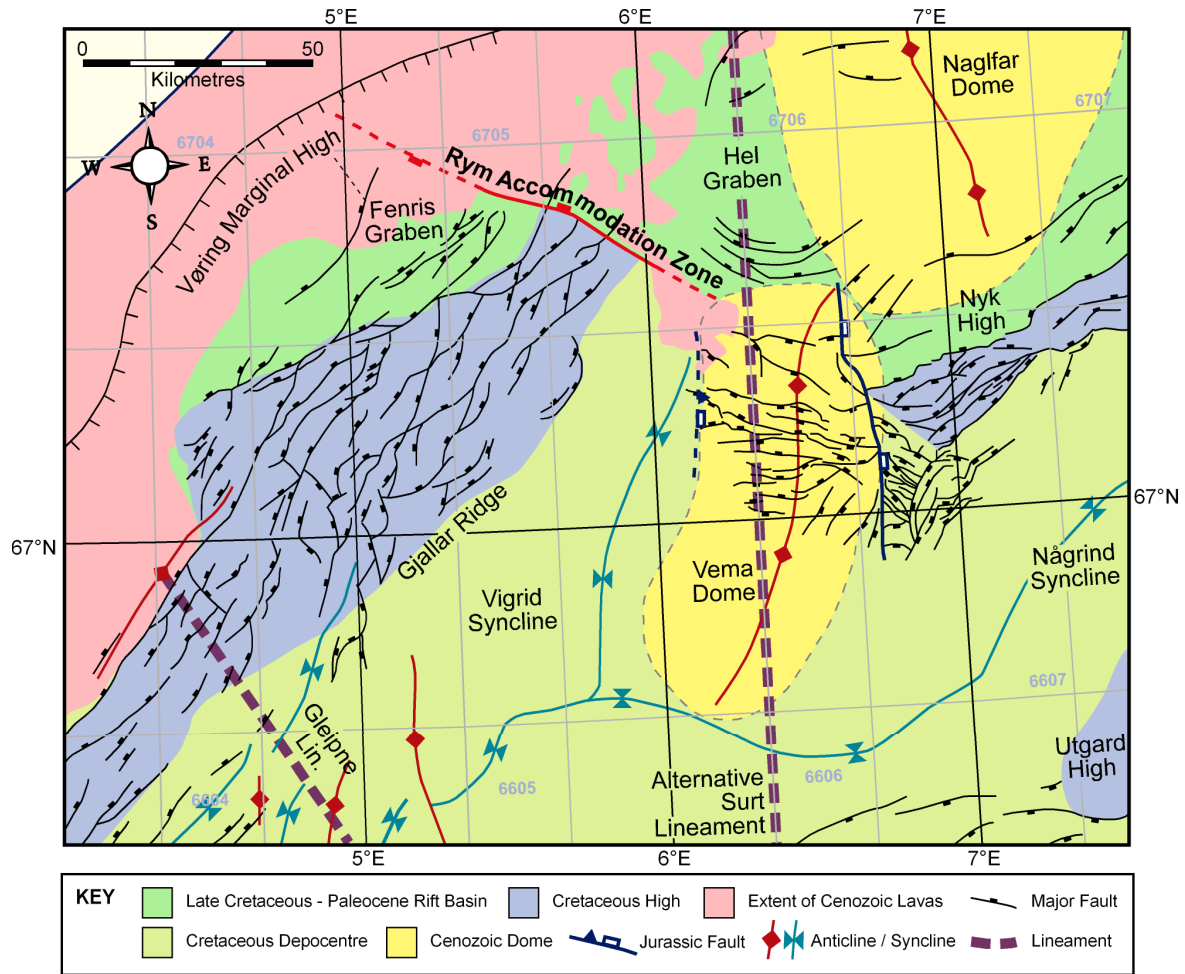 5°E
6°E
7°E
0
50
Kilometres
N
W
E
S
6704
6705
6706
6707
Naglfar
Dome
Hel
Graben
Vøring Marginal High
Fenris
Graben
Rym Accommodation Zone
Nyk
High
67°N
67°N
Gjallar Ridge
Vigrid
Syncline
Vema
Dome
Någrind
Syncline
6607
Gleipne
Lin.
Utgard
High
6604
6605
6606
Alternative
Surt
Lineament
5°E
6°E
7°E
KEY
Late Cretaceous - Paleocene Rift Basin
Cretaceous High
Extent of Cenozoic Lavas
Major Fault
Cretaceous Depocentre
Cenozoic Dome
Jurassic Fault
Anticline / Syncline
Lineament